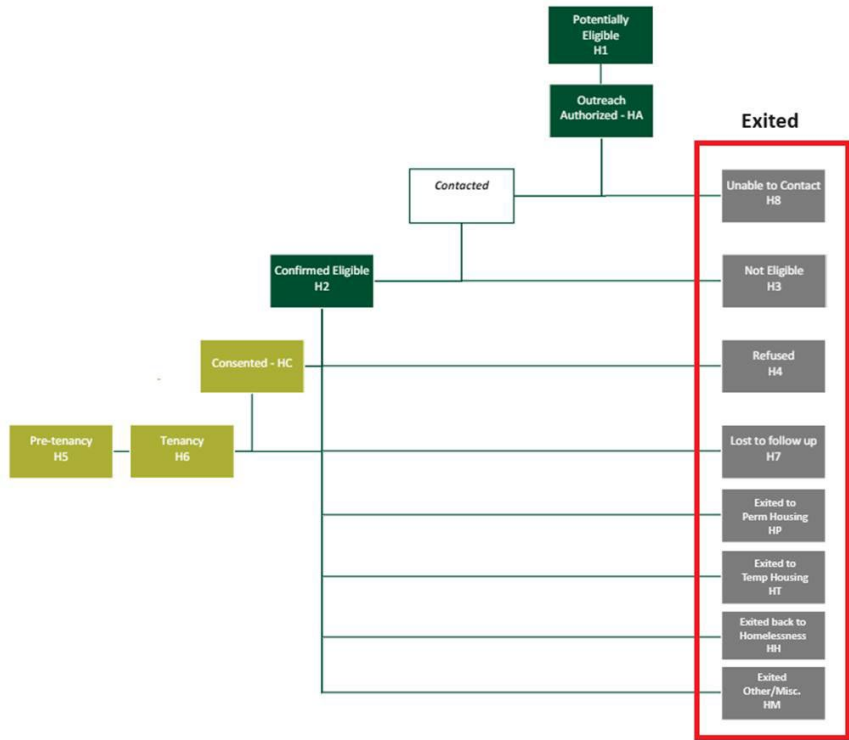 Potentially
Eligible
H1
Outreach
Authorized - HA
Exited
Contacted
Unable to Contact
H8
Confirmed Eligible
H2
Not Eligible
H3
Consented - HC
Refused
H4
Pre-tenancy
H5
Tenancy
H6
Lost to follow up
H7
Exited to
Perm Housing
HP
Exited to
Temp Housing
HT
Exited back to
Homelessness
HH
Exited
Other/Misc.
HM